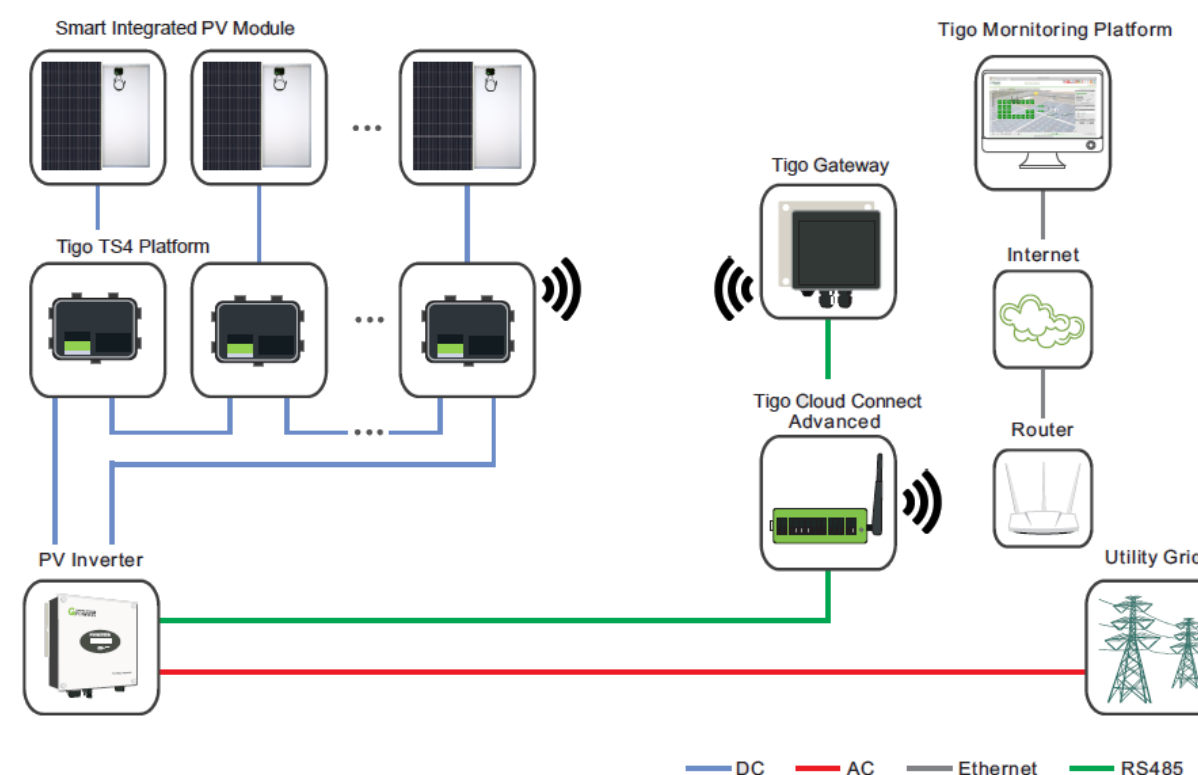 Smart Integrated PV Module
Tigo Mornitoring Platform
Tigo Gateway
Tigo TS4 Platform
Internet
Tigo Cloud Connect
Advanced
Router
PV Inverter
Utility Grid
DC
AC
Ethernet
RS485